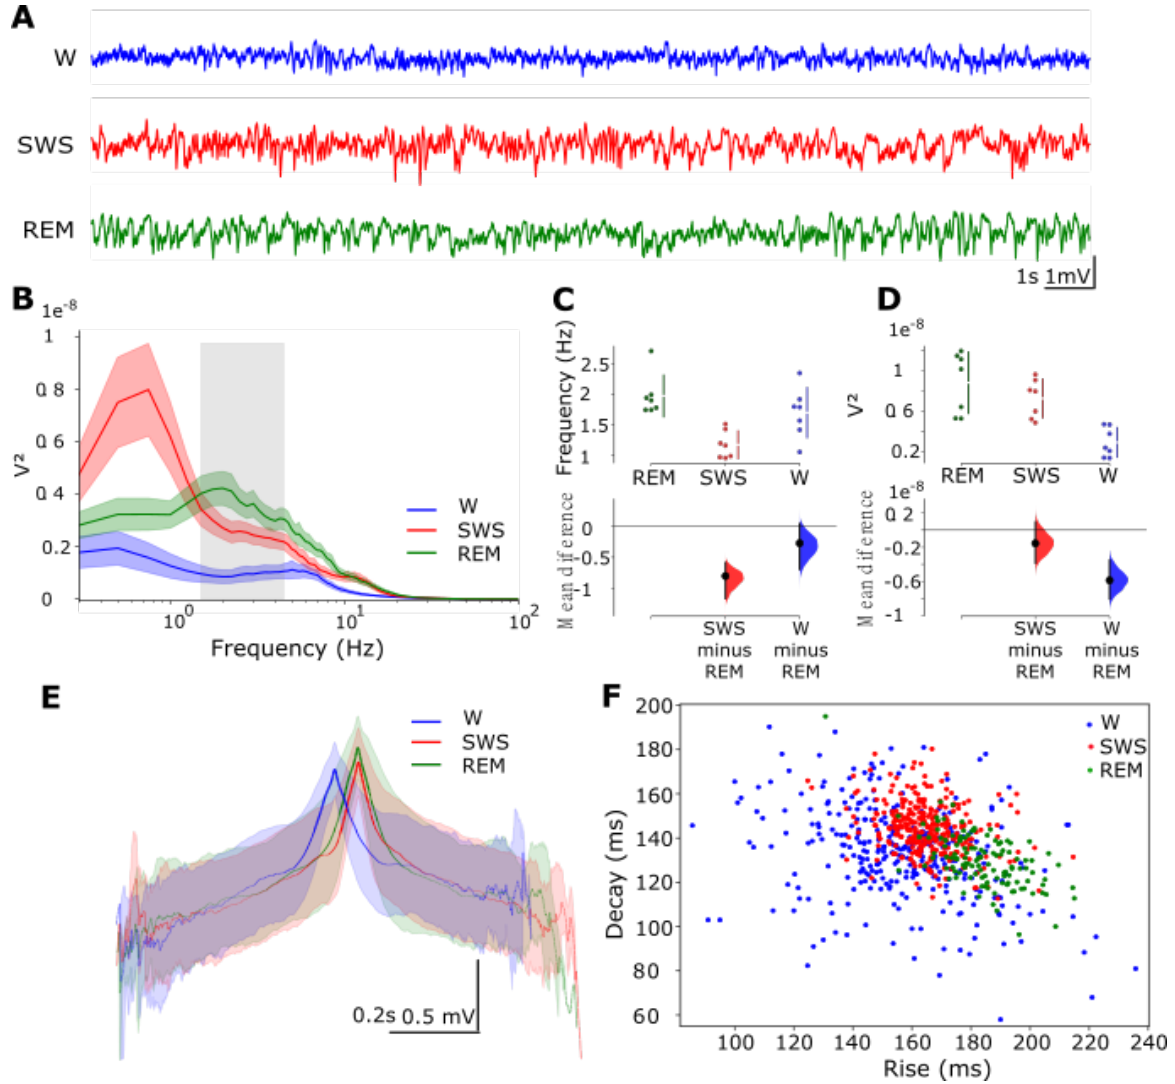 A
W
SWS
REM
1s 1mV
B
1e⁻⁸
V²
1
0.8
0.6
0.4
0.2
0
10⁰
10¹
10²
Frequency (Hz)
W
SWS
REM
C
Frequency (Hz)
2.5
2
1.5
1
REM SWS W
Mean difference
0
-0.5
-1
SWS minus REM
W minus REM
D
1e⁻⁸
V²
1
0.6
0.2
REM SWS W
1e⁻⁸
Mean difference
0.2
-0.2
-0.6
-1
SWS minus REM
W minus REM
E
W
SWS
REM
0.2s 0.5 mV
F
Decay (ms)
200
180
160
140
120
100
80
60
W
SWS
REM
100 120 140 160 180 200 220 240
Rise (ms)